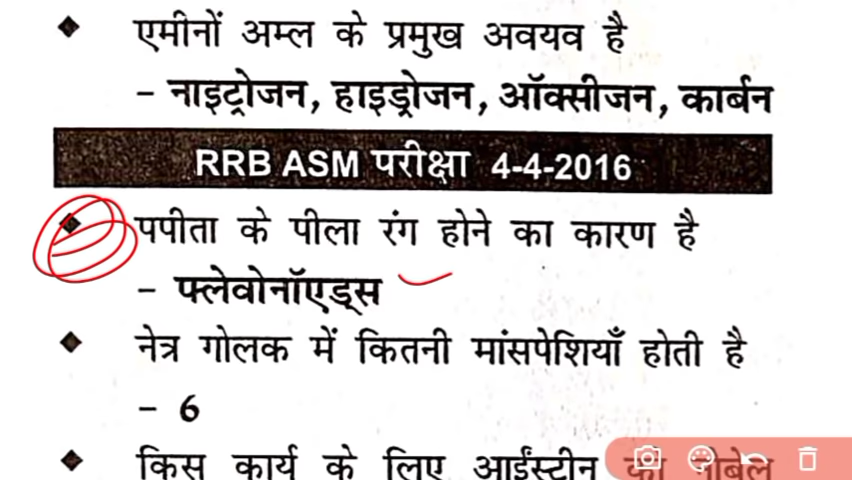 एमीनों अम्ल के प्रमुख अवयव है
– नाइट्रोजन, हाइड्रोजन, ऑक्सीजन, कार्बन
RRB ASM परीक्षा 4-4-2016
पपीता के पीला रंग होने का कारण है
– फ्लेवोनॉएड्स
नेत्र गोलक में कितनी मांसपेशियाँ होती है
– 6
किस कार्य के लिए आईंस्टीन का नोबेल